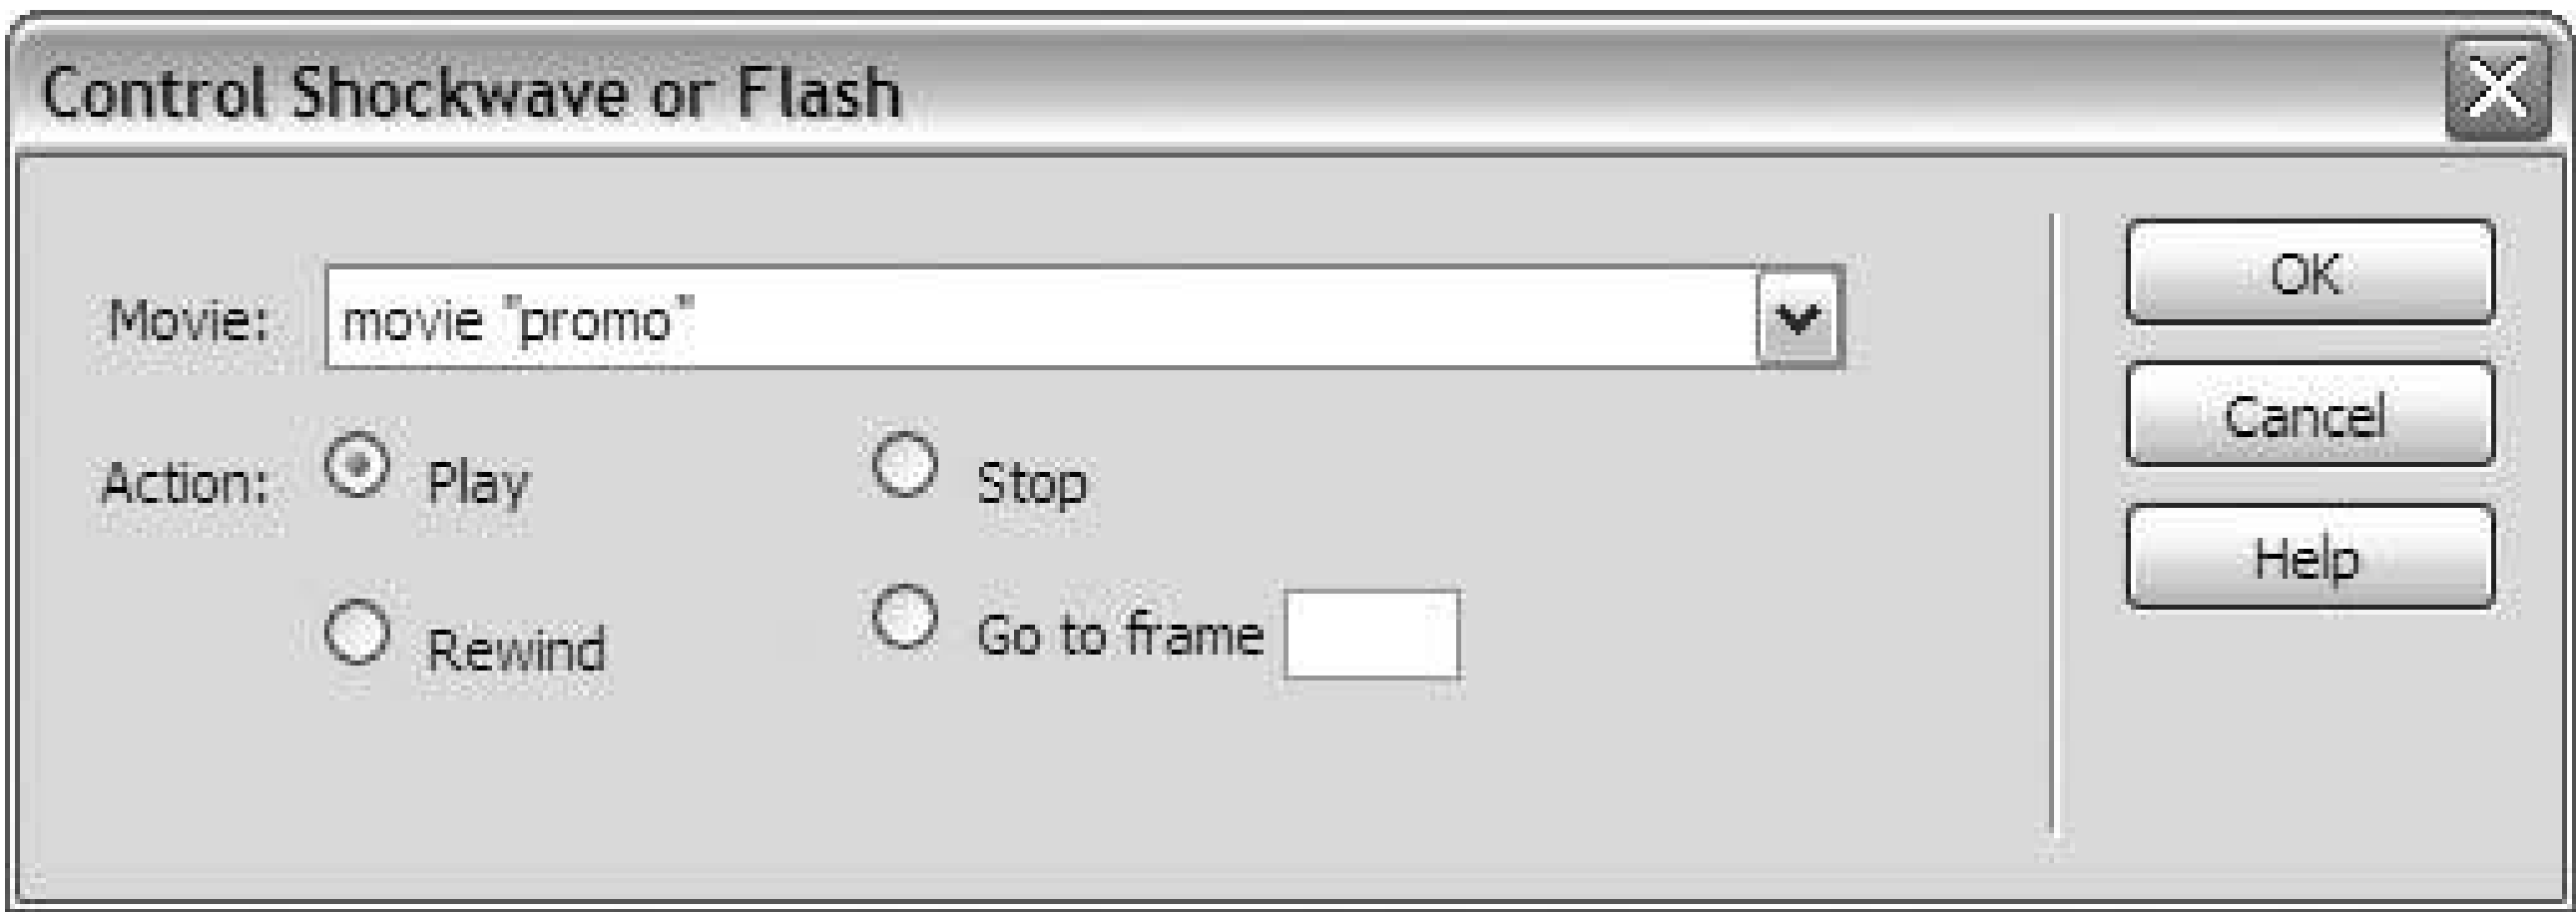 Control Shockwave or Flash
Movie: movie "promo"
Action: Play Stop
Rewind Go to frame
OK
Cancel
Help